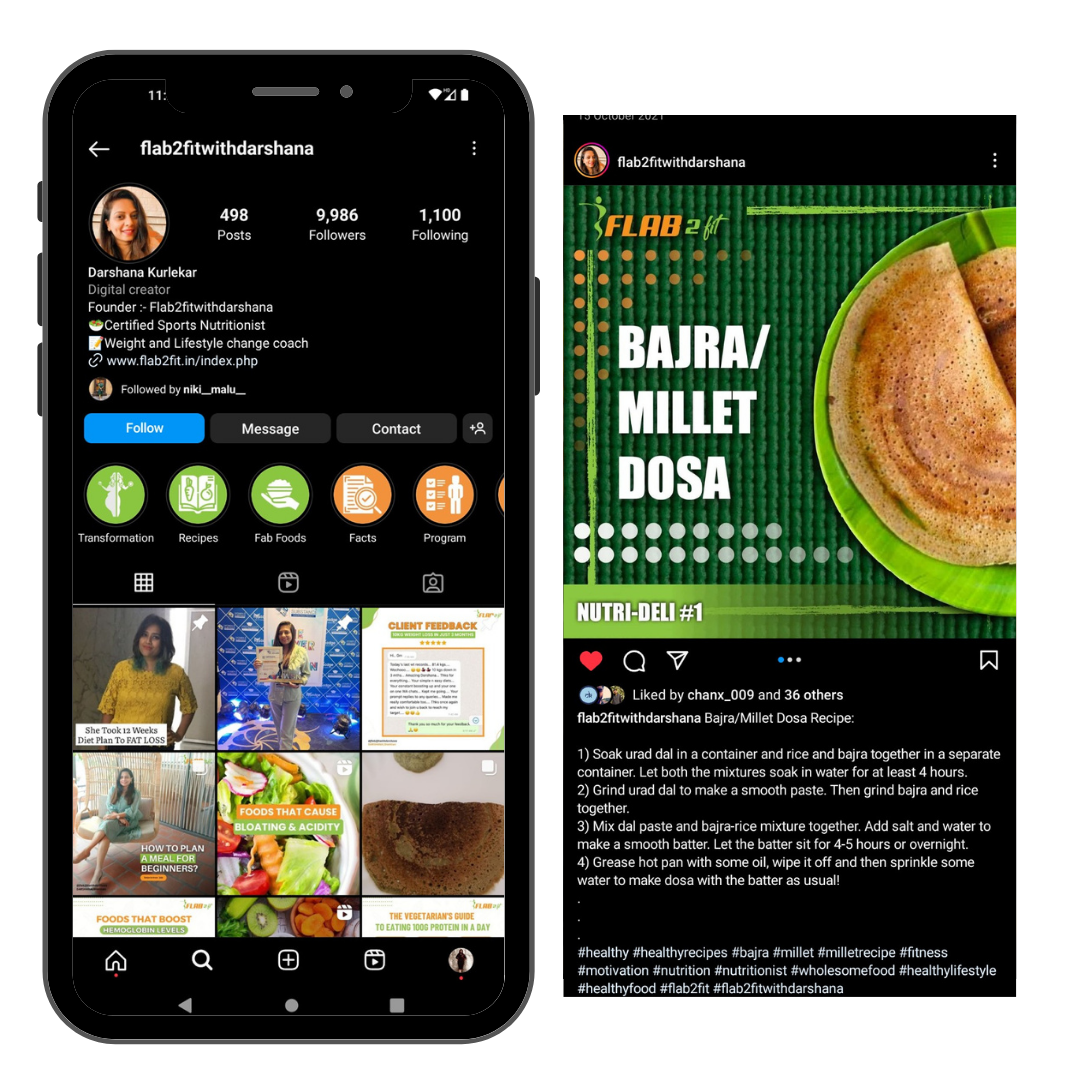 11:
flab2fitwithdarshana
498
9,986
1,100
Posts
Followers
Following
Darshana Kurlekar
Digital creator
Founder :- Flab2fitwithdarshana
🥗Certified Sports Nutritionist
📝Weight and Lifestyle change coach
www.flab2fit.in/index.php
Followed by niki__malu__
Follow
Message
Contact
Transformation
Recipes
Fab Foods
Facts
Program
She Took 12 Weeks
Diet Plan To FAT LOSS
CLIENT FEEDBACK
HOW TO PLAN
A MEAL FOR
BEGINNERS?
FOODS THAT CAUSE
BLOATING & ACIDITY
FOODS THAT BOOST
HEMOGLOBIN LEVELS
THE VEGETARIAN'S GUIDE
TO EATING 100G PROTEIN IN A DAY
15 October 2021
flab2fitwithdarshana
FLAB 2 fit
BAJRA/
MILLET
DOSA
NUTRI-DELI #1
Liked by chanx_009 and 36 others
flab2fitwithdarshana Bajra/Millet Dosa Recipe:
1) Soak urad dal in a container and rice and bajra together in a separate
container. Let both the mixtures soak in water for at least 4 hours.
2) Grind urad dal to make a smooth paste. Then grind bajra and rice
together.
3) Mix dal paste and bajra-rice mixture together. Add salt and water to
make a smooth batter. Let the batter sit for 4-5 hours or overnight.
4) Grease hot pan with some oil, wipe it off and then sprinkle some
water to make dosa with the batter as usual!
.
.
.
#healthy #healthyrecipes #bajra #millet #milletrecipe #fitness
#motivation #nutrition #nutritionist #wholesomefood #healthylifestyle
#healthyfood #flab2fit #flab2fitwithdarshana